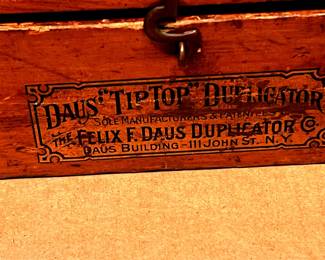 DAUS' "TIP TOP" DUPLICATOR
SOLE MANUFACTURERS & PATENTEES
THE FELIX F. DAUS DUPLICATOR CO.
DAUS BUILDING - 111 JOHN ST. N.Y.